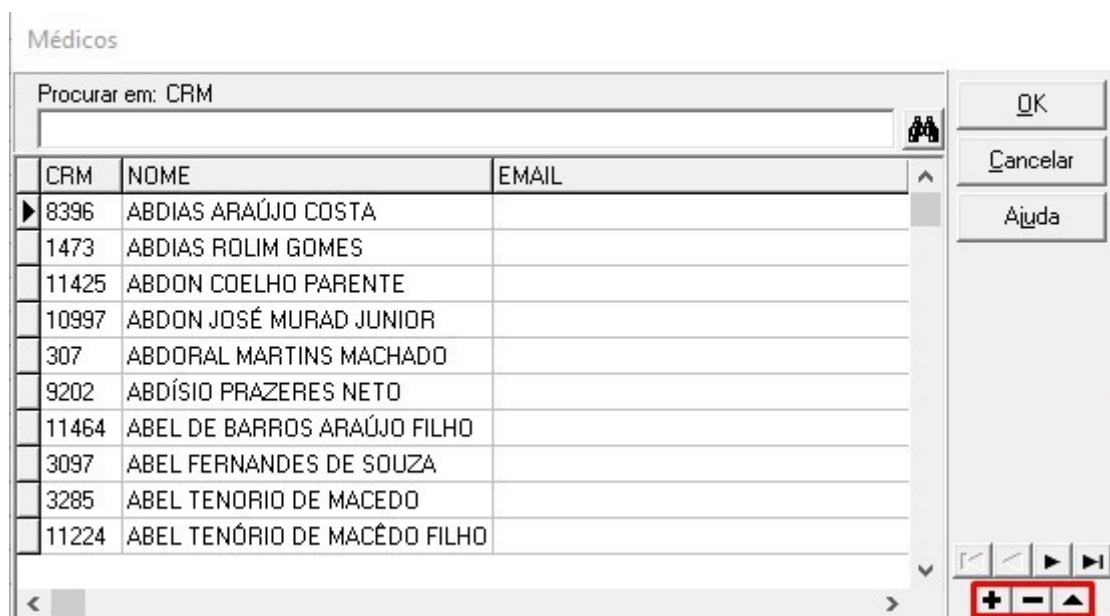 Médicos
Procurar em: CRM
OK
Cancelar
Ajuda
CRM NOME EMAIL
8396 ABDIAS ARAÚJO COSTA
1473 ABDIAS ROLIM GOMES
11425 ABDON COELHO PARENTE
10997 ABDON JOSÉ MURAD JUNIOR
307 ABDORAL MARTINS MACHADO
9202 ABDÍSIO PRAZERES NETO
11464 ABEL DE BARROS ARAÚJO FILHO
3097 ABEL FERNANDES DE SOUZA
3285 ABEL TENORIO DE MACEDO
11224 ABEL TENÓRIO DE MACÊDO FILHO